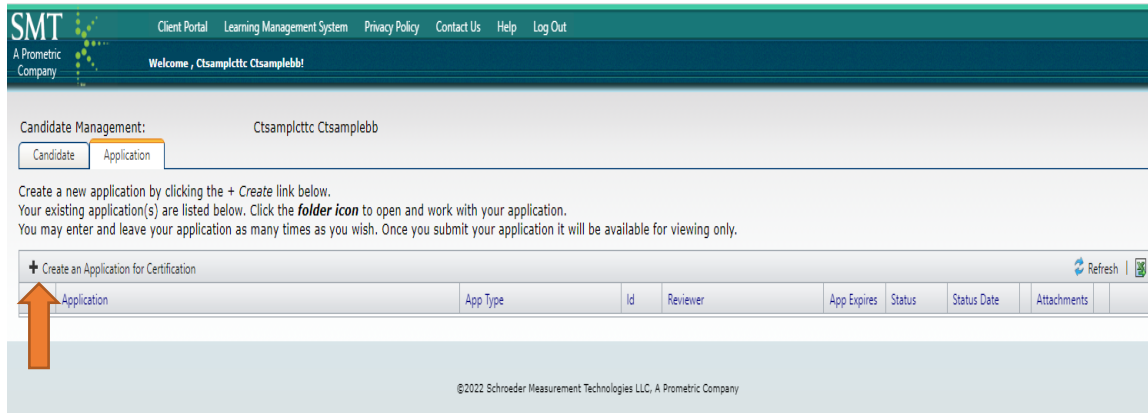 SMT
A Prometric
Company
Client Portal Learning Management System Privacy Policy Contact Us Help Log Out
Welcome , Ctsamplcttc Ctsamplebb!
Candidate Management: Ctsamplcttc Ctsamplebb
Candidate Application
Create a new application by clicking the + Create link below.
Your existing application(s) are listed below. Click the folder icon to open and work with your application.
You may enter and leave your application as many times as you wish. Once you submit your application it will be available for viewing only.
+ Create an Application for Certification Refresh |
Application App Type Id Reviewer App Expires Status Status Date Attachments
©2022 Schroeder Measurement Technologies LLC, A Prometric Company